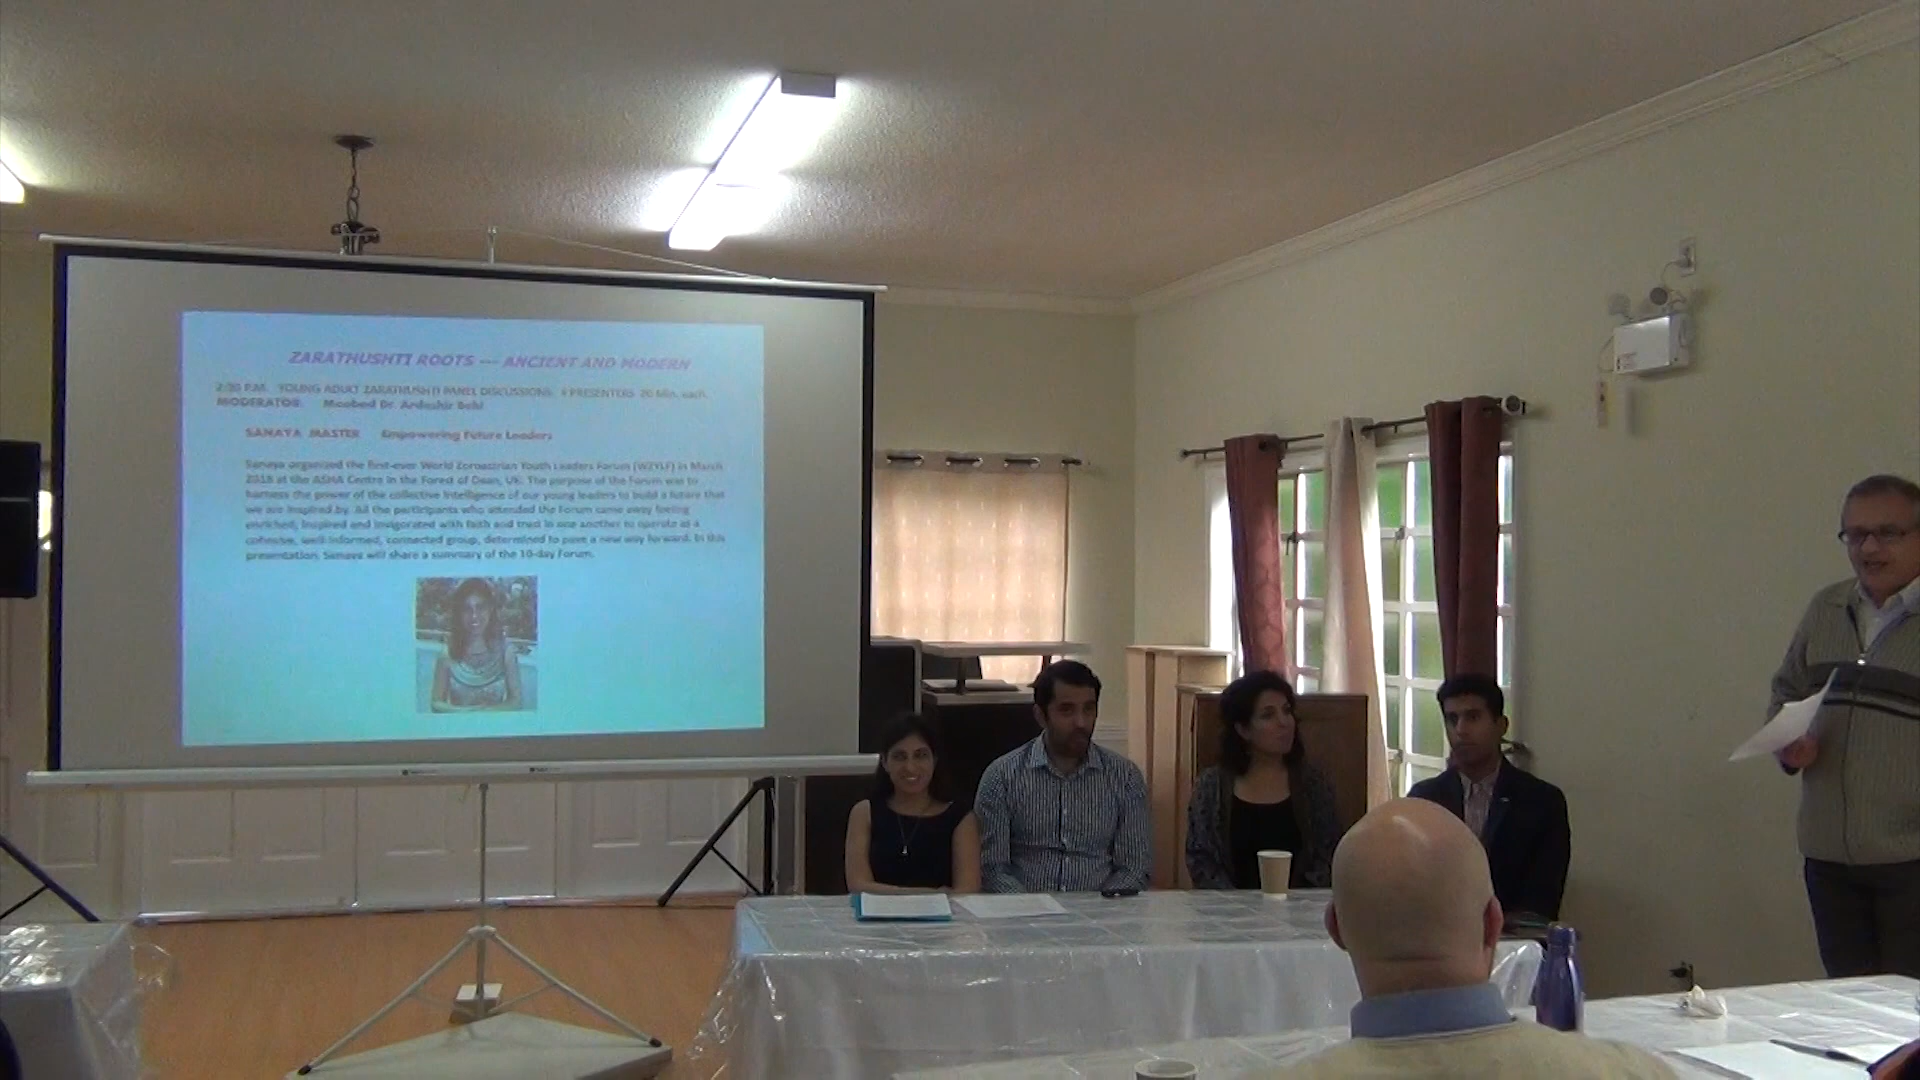 ZARATHUSHTI ROOTS --- ANCIENT AND MODERN
2:30 P.M. YOUNG ADULT ZARATHUSHTI PANEL DISCUSSIONS. 4 PRESENTERS 20 Min. each.
MODERATOR: Moobed Dr. Ardeshir
SANAYA MASTER Empowering Future Leaders
Sanaya organized the first-ever World Zoroastrian Youth Leaders Forum (WZYLF) in March
2018 at the ASHA Centre in the Forest of Dean, UK. The purpose of the Forum was to
harness the power of the collective intelligence of our young leaders to build a future that
we are inspired by. All the participants who attended the Forum came away feeling
enriched, inspired and invigorated with faith and trust in one another to operate as a
cohesive, well-informed, connected group, determined to pave a new way forward. In this
presentation, Sanaya will share a summary of the 10-day Forum.